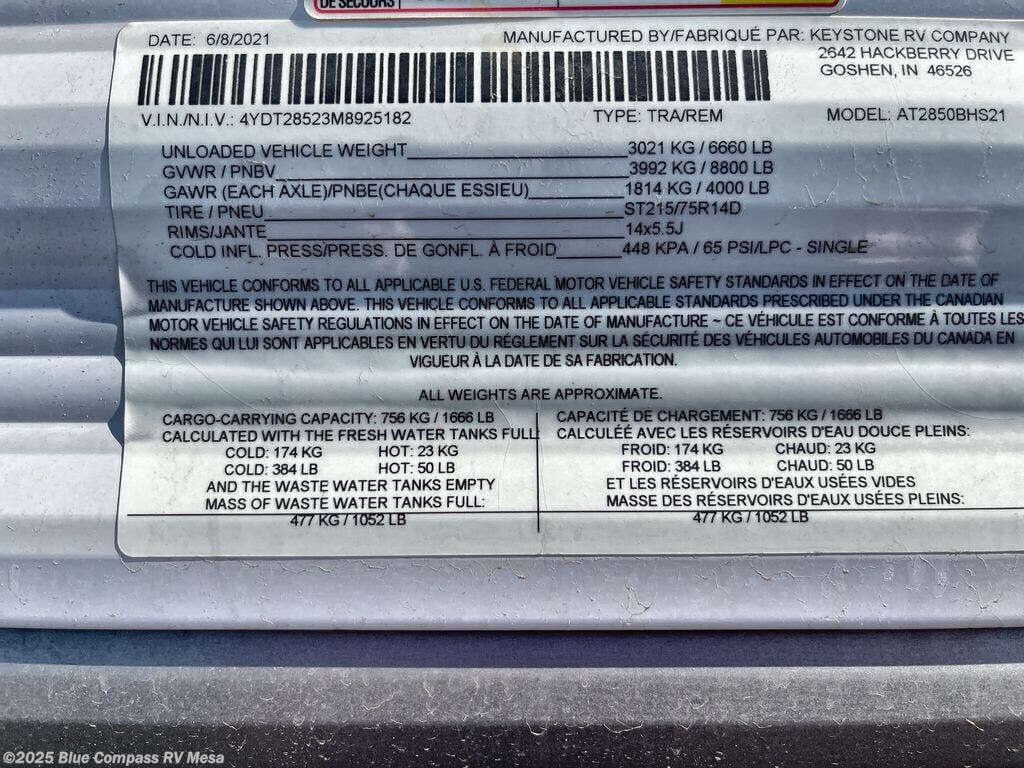 DE SECOURS
DATE: 6/8/2021 MANUFACTURED BY/FABRIQUÉ PAR: KEYSTONE RV COMPANY
2642 HACKBERRY DRIVE
GOSHEN, IN 46526
V.I.N./N.I.V.: 4YDT28523M8925182 TYPE: TRA/REM MODEL: AT2850BHS21
UNLOADED VEHICLE WEIGHT 3021 KG / 6660 LB
GVWR / PNBV 3992 KG / 8800 LB
GAWR (EACH AXLE)/PNBE(CHAQUE ESSIEU) 1814 KG / 4000 LB
TIRE / PNEU ST215/75R14D
RIMS/JANTE 14x5.5J
COLD INFL. PRESS/PRESS. DE GONFL. À FROID 448 KPA / 65 PSI/LPC - SINGLE
THIS VEHICLE CONFORMS TO ALL APPLICABLE U.S. FEDERAL MOTOR VEHICLE SAFETY STANDARDS IN EFFECT ON THE DATE OF
MANUFACTURE SHOWN ABOVE. THIS VEHICLE CONFORMS TO ALL APPLICABLE STANDARDS PRESCRIBED UNDER THE CANADIAN
MOTOR VEHICLE SAFETY REGULATIONS IN EFFECT ON THE DATE OF MANUFACTURE ~ CE VÉHICULE EST CONFORME À TOUTES LES
NORMES QUI LUI SONT APPLICABLES EN VERTU DU RÉGLEMENT SUR LA SÉCURITÉ DES VÉHICULES AUTOMOBILES DU CANADA EN
VIGUEUR À LA DATE DE SA FABRICATION.
ALL WEIGHTS ARE APPROXIMATE.
CARGO-CARRYING CAPACITY: 756 KG / 1666 LB
CALCULATED WITH THE FRESH WATER TANKS FULL:
COLD: 174 KG HOT: 23 KG
COLD: 384 LB HOT: 50 LB
AND THE WASTE WATER TANKS EMPTY
MASS OF WASTE WATER TANKS FULL:
477 KG / 1052 LB
CAPACITÉ DE CHARGEMENT: 756 KG / 1666 LB
CALCULÉE AVEC LES RÉSERVOIRS D'EAU DOUCE PLEINS:
FROID: 174 KG CHAUD: 23 KG
FROID: 384 LB CHAUD: 50 LB
ET LES RÉSERVOIRS D'EAUX USÉES VIDES
MASSE DES RÉSERVOIRS D'EAUX USÉES PLEINS:
477 KG / 1052 LB
©2025 Blue Compass RV Mesa